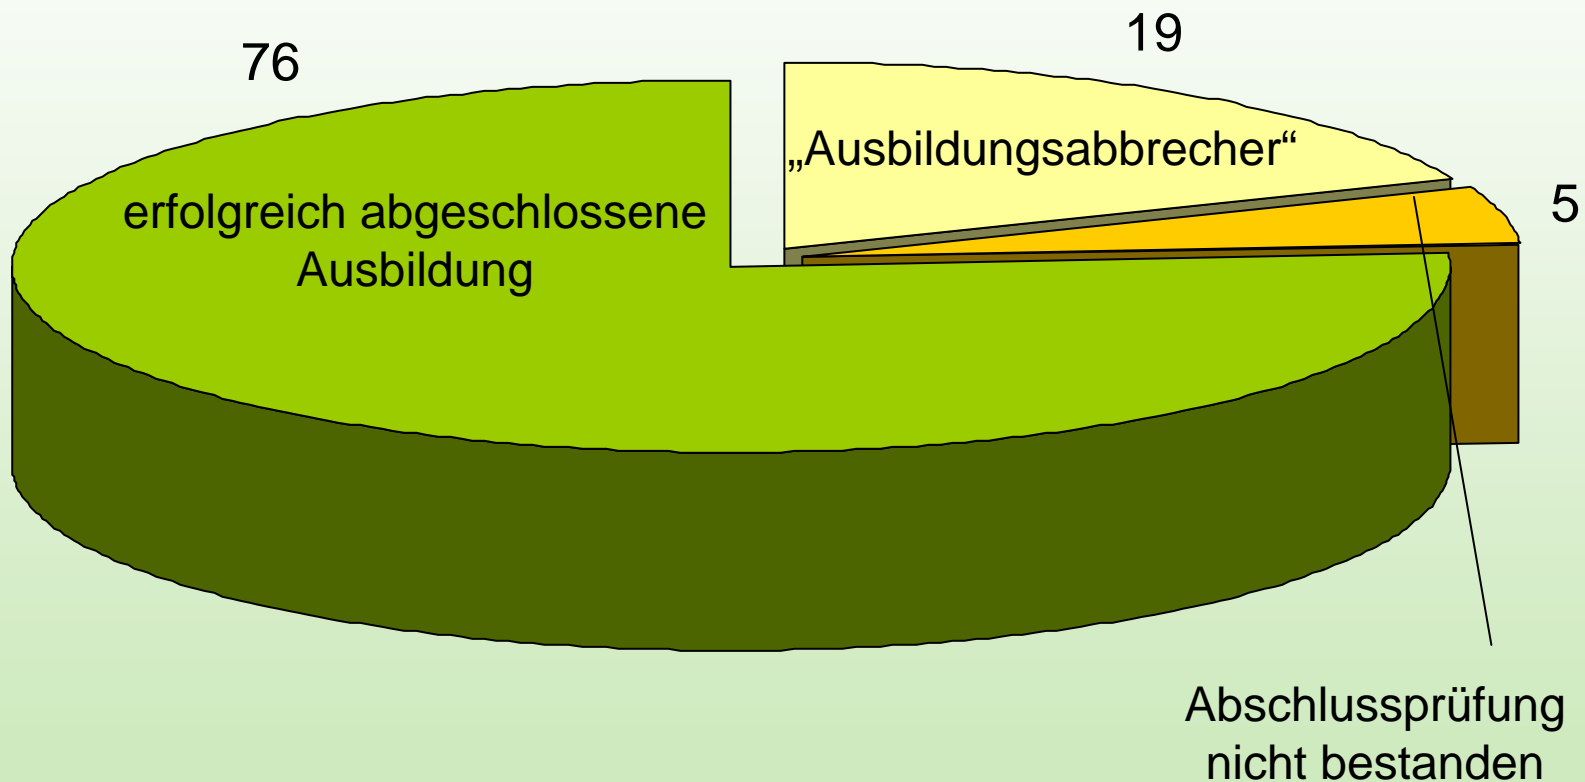 76
19
„Ausbildungsabbrecher“
erfolgreich abgeschlossene
Ausbildung
5
Abschlussprüfung
nicht bestanden